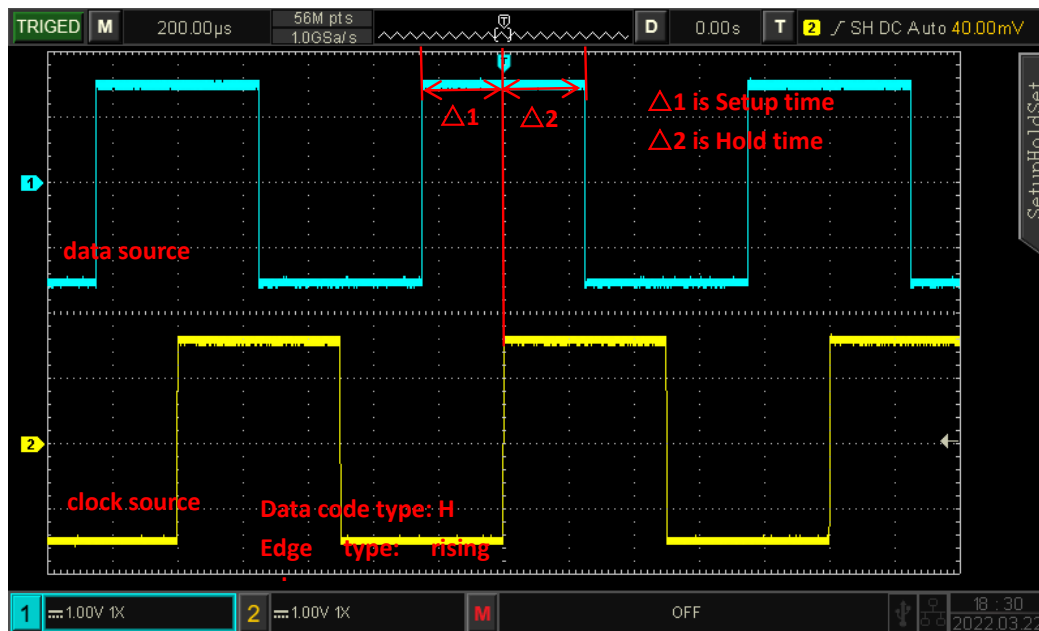 TRIGED M 200.00μs 56M pts D 0.00s T 2 SH DC Auto 40.00mV
1.0GSa/s
T
T
△1 △2
△1 is Setup time
△2 is Hold time
SetupHoldSet
1
data source
2
clock source
Data code type: H
Edge type: rising
1 1.00V 1X 2 1.00V 1X M OFF 18:30
2022.03.22